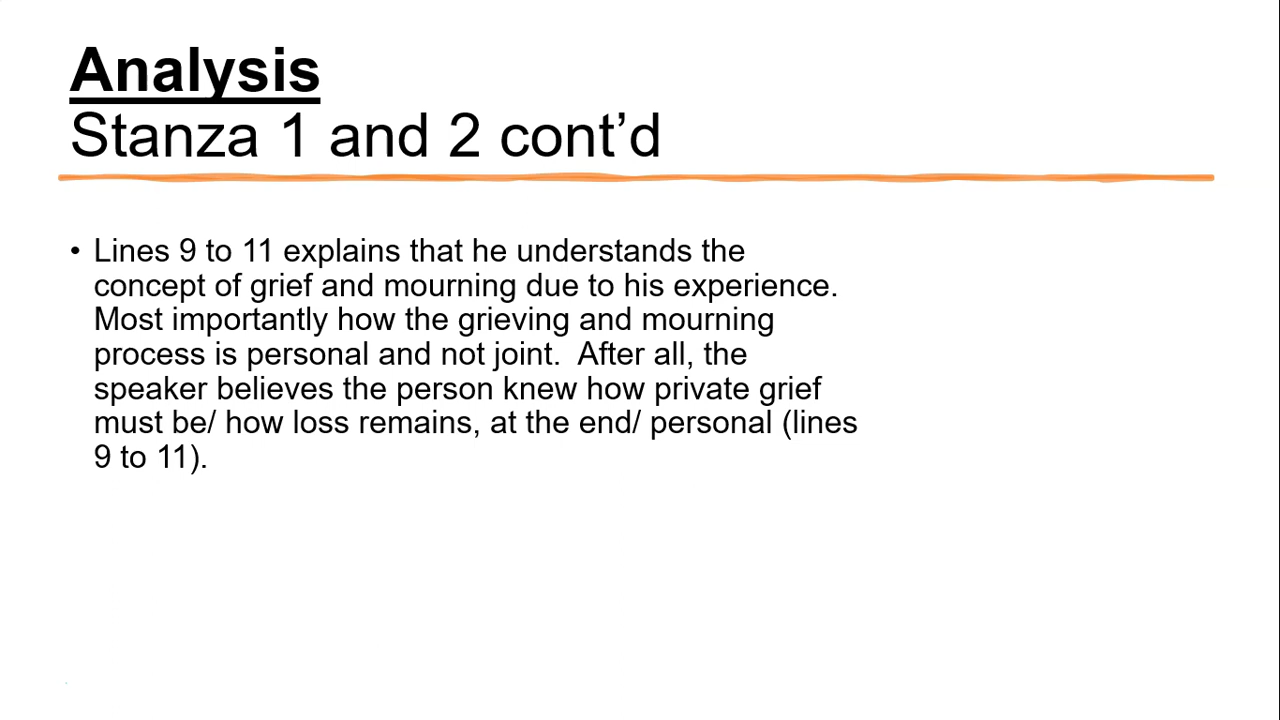 Analysis
Stanza 1 and 2 cont’d
• Lines 9 to 11 explains that he understands the
concept of grief and mourning due to his experience.
Most importantly how the grieving and mourning
process is personal and not joint.  After all, the
speaker believes the person knew how private grief
must be/ how loss remains, at the end/ personal (lines
9 to 11).